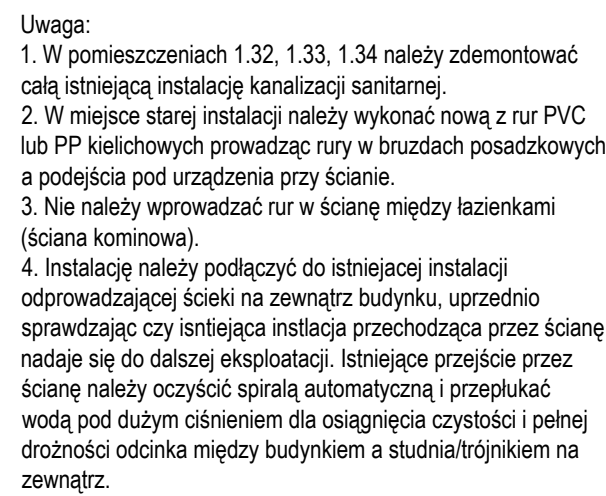 Uwaga:
1. W pomieszczeniach 1.32, 1.33, 1.34 należy zdemontować
całą istniejącą instalację kanalizacji sanitarnej.
2. W miejsce starej instalacji należy wykonać nową z rur PVC
lub PP kielichowych prowadząc rury w bruzdach posadzkowych
a podejścia pod urządzenia przy ścianie.
3. Nie należy wprowadzać rur w ścianę między łazienkami
(ściana kominowa).
4. Instalację należy podłączyć do istniejacej instalacji
odprowadzającej ścieki na zewnątrz budynku, uprzednio
sprawdzając czy isntiejąca instlacja przechodząca przez ścianę
nadaje się do dalszej eksploatacji. Istniejące przejście przez
ścianę należy oczyścić spiralą automatyczną i przepłukać
wodą pod dużym ciśnieniem dla osiągnięcia czystości i pełnej
drożności odcinka między budynkiem a studnia/trójnikiem na
zewnątrz.